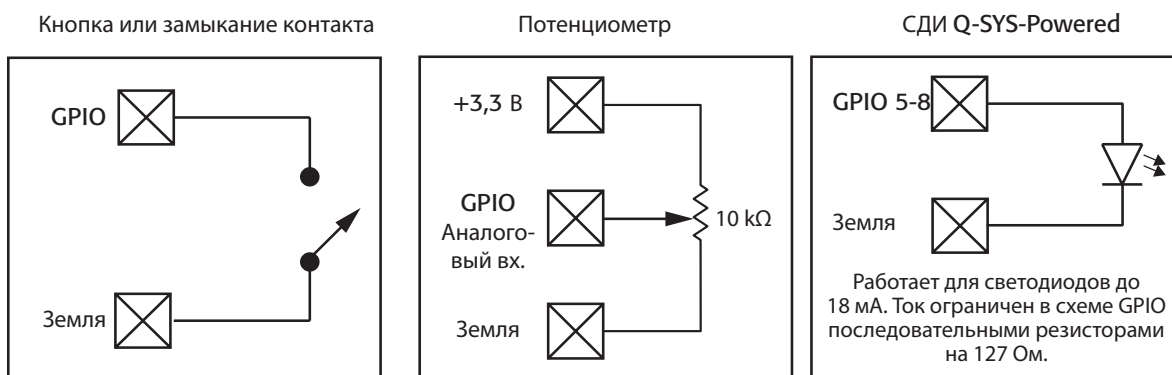 Кнопка или замыкание контакта
GPIO
Земля
Потенциометр
+3,3 В
GPIO
Аналого-
вый вх.
10 kΩ
Земля
СДИ Q-SYS-Powered
GPIO 5-8
Земля
Работает для светодиодов до
18 мА. Ток ограничен в схеме GPIO
последовательными резисторами
на 127 Ом.